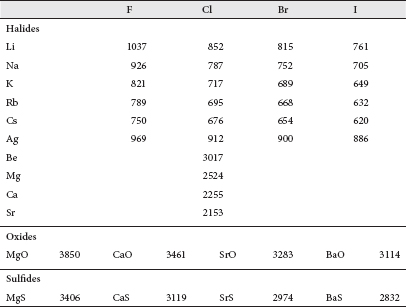 F Cl Br I
Halides
Li 1037 852 815 761
Na 926 787 752 705
K 821 717 689 649
Rb 789 695 668 632
Cs 750 676 654 620
Ag 969 912 900 886
Be 3017
Mg 2524
Ca 2255
Sr 2153
Oxides
MgO 3850 CaO 3461 SrO 3283 BaO 3114
Sulfides
MgS 3406 CaS 3119 SrS 2974 BaS 2832